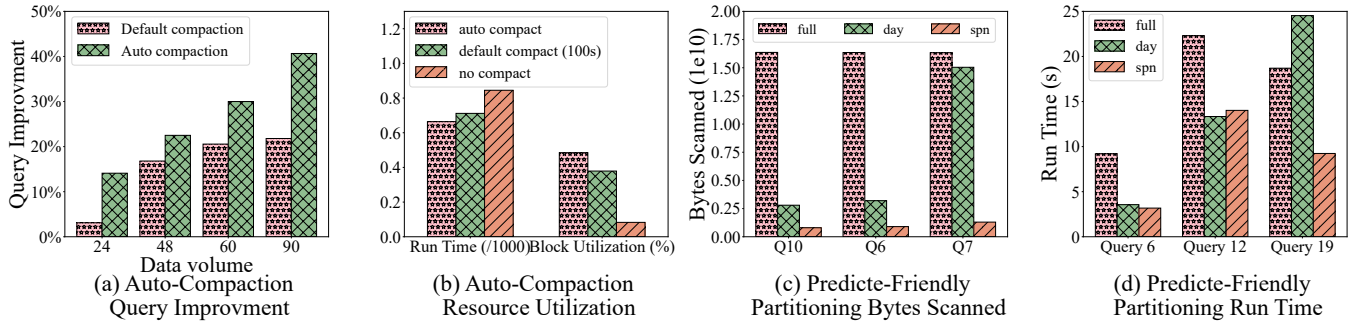 50%
40%
30%
20%
10%
0%
Query Improvment
Default compaction
Auto compaction
24 48 60 90
Data volume
(a) Auto-Compaction
Query Improvment
1.2
1.0
0.8
0.6
0.4
0.2
0.0
auto compact
default compact (100s)
no compact
Run Time (/1000) Block Utilization (%)
(b) Auto-Compaction
Resource Utilization
2.00
1.75
1.50
1.25
1.00
0.75
0.50
0.25
0.00
Bytes Scanned (1e10)
full day spn
Q10 Q6 Q7
(c) Predicte-Friendly
Partitioning Bytes Scanned
25
20
15
10
5
0
Run Time (s)
full
day
spn
Query 6 Query 12 Query 19
(d) Predicte-Friendly
Partitioning Run Time